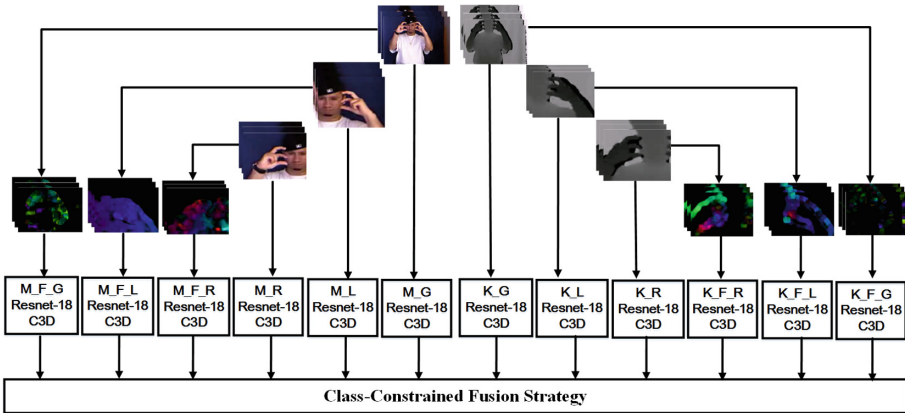 M_F_G
Resnet-18
C3D
M_F_L
Resnet-18
C3D
M_F_R
Resnet-18
C3D
M_R
Resnet-18
C3D
M_L
Resnet-18
C3D
M_G
Resnet-18
C3D
K_G
Resnet-18
C3D
K_L
Resnet-18
C3D
K_R
Resnet-18
C3D
K_F_R
Resnet-18
C3D
K_F_L
Resnet-18
C3D
K_F_G
Resnet-18
C3D
Class-Constrained Fusion Strategy